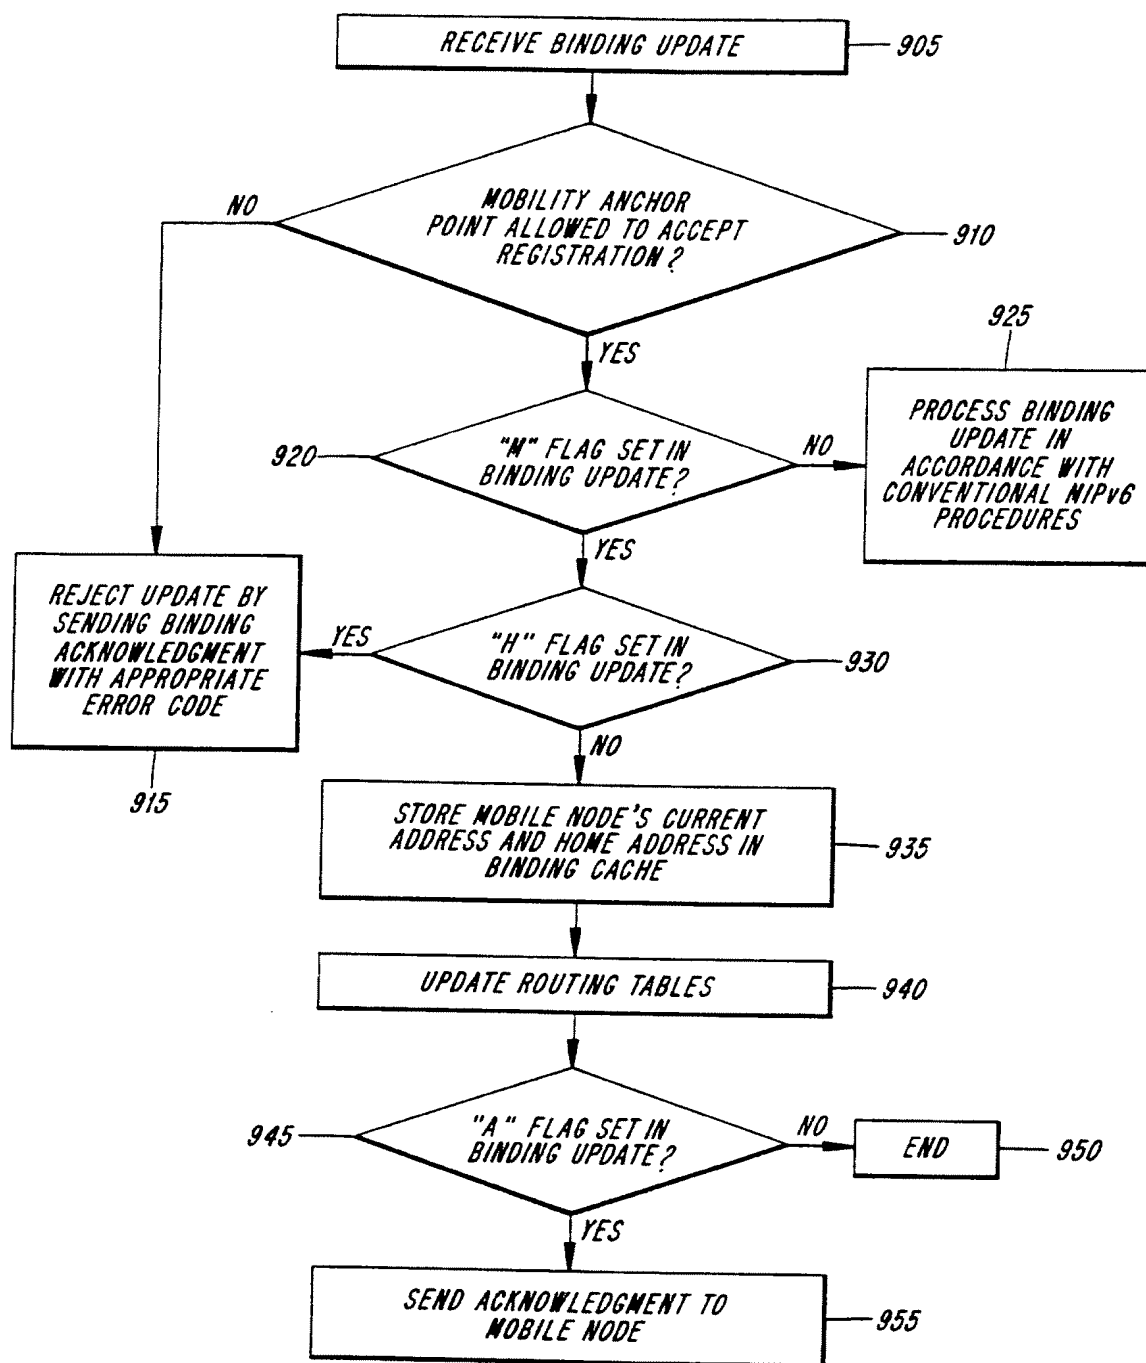 RECEIVE BINDING UPDATE
905
MOBILITY ANCHOR
POINT ALLOWED TO ACCEPT
REGISTRATION?
910
NO
YES
925
PROCESS BINDING
UPDATE IN
ACCORDANCE WITH
CONVENTIONAL MIPv6
PROCEDURES
920
"M" FLAG SET IN
BINDING UPDATE?
NO
YES
REJECT UPDATE BY
SENDING BINDING
ACKNOWLEDGMENT
WITH APPROPRIATE
ERROR CODE
915
YES
"H" FLAG SET IN
BINDING UPDATE?
930
NO
STORE MOBILE NODE'S CURRENT
ADDRESS AND HOME ADDRESS IN
BINDING CACHE
935
UPDATE ROUTING TABLES
940
945
"A" FLAG SET IN
BINDING UPDATE?
NO
END
950
YES
SEND ACKNOWLEDGMENT TO
MOBILE NODE
955